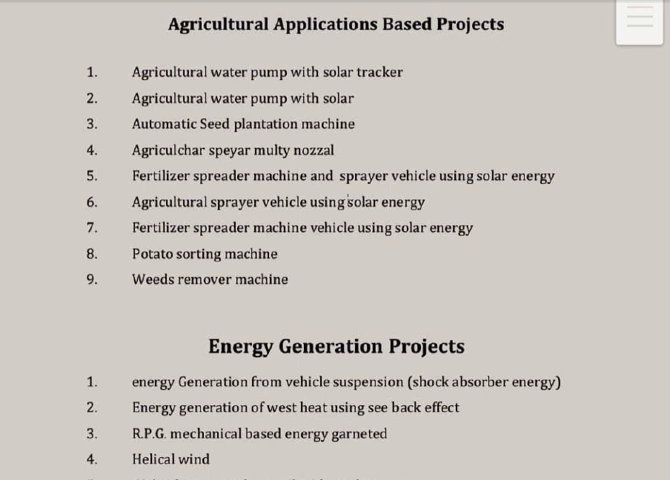 Agricultural Applications Based Projects
1. Agricultural water pump with solar tracker
2. Agricultural water pump with solar
3. Automatic Seed plantation machine
4. Agriculchar speyar multy nozzal
5. Fertilizer spreader machine and sprayer vehicle using solar energy
6. Agricultural sprayer vehicle using solar energy
7. Fertilizer spreader machine vehicle using solar energy
8. Potato sorting machine
9. Weeds remover machine
Energy Generation Projects
1. energy Generation from vehicle suspension (shock absorber energy)
2. Energy generation of west heat using see back effect
3. R.P.G. mechanical based energy garneted
4. Helical wind